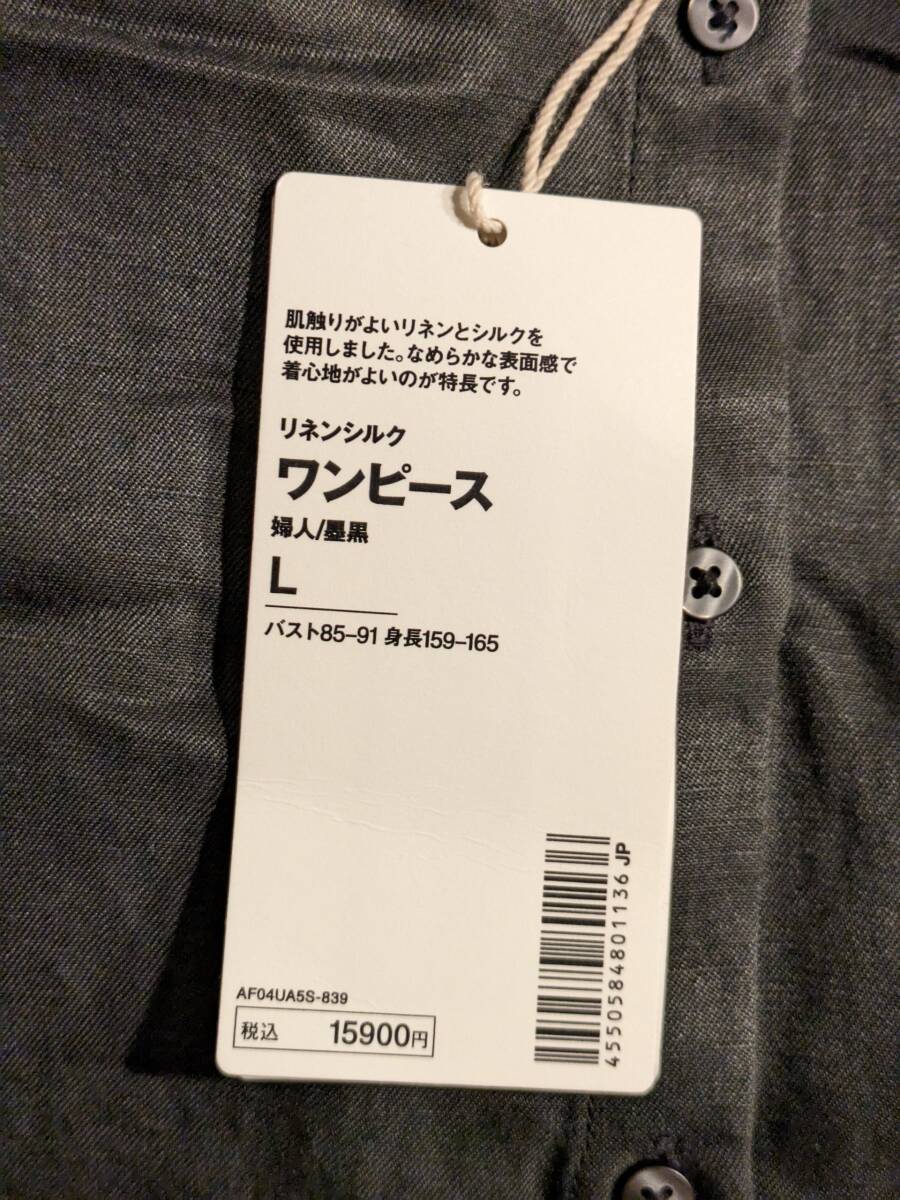 肌触りがよいリネンとシルクを
使用しました。なめらかな表面感で
着心地がよいのが特長です。
リネンシルク
ワンピース
婦人/墨黒
L
バスト85-91 身長159-165
4550584801136 JP
AF04UA5S-839
税込 15900円